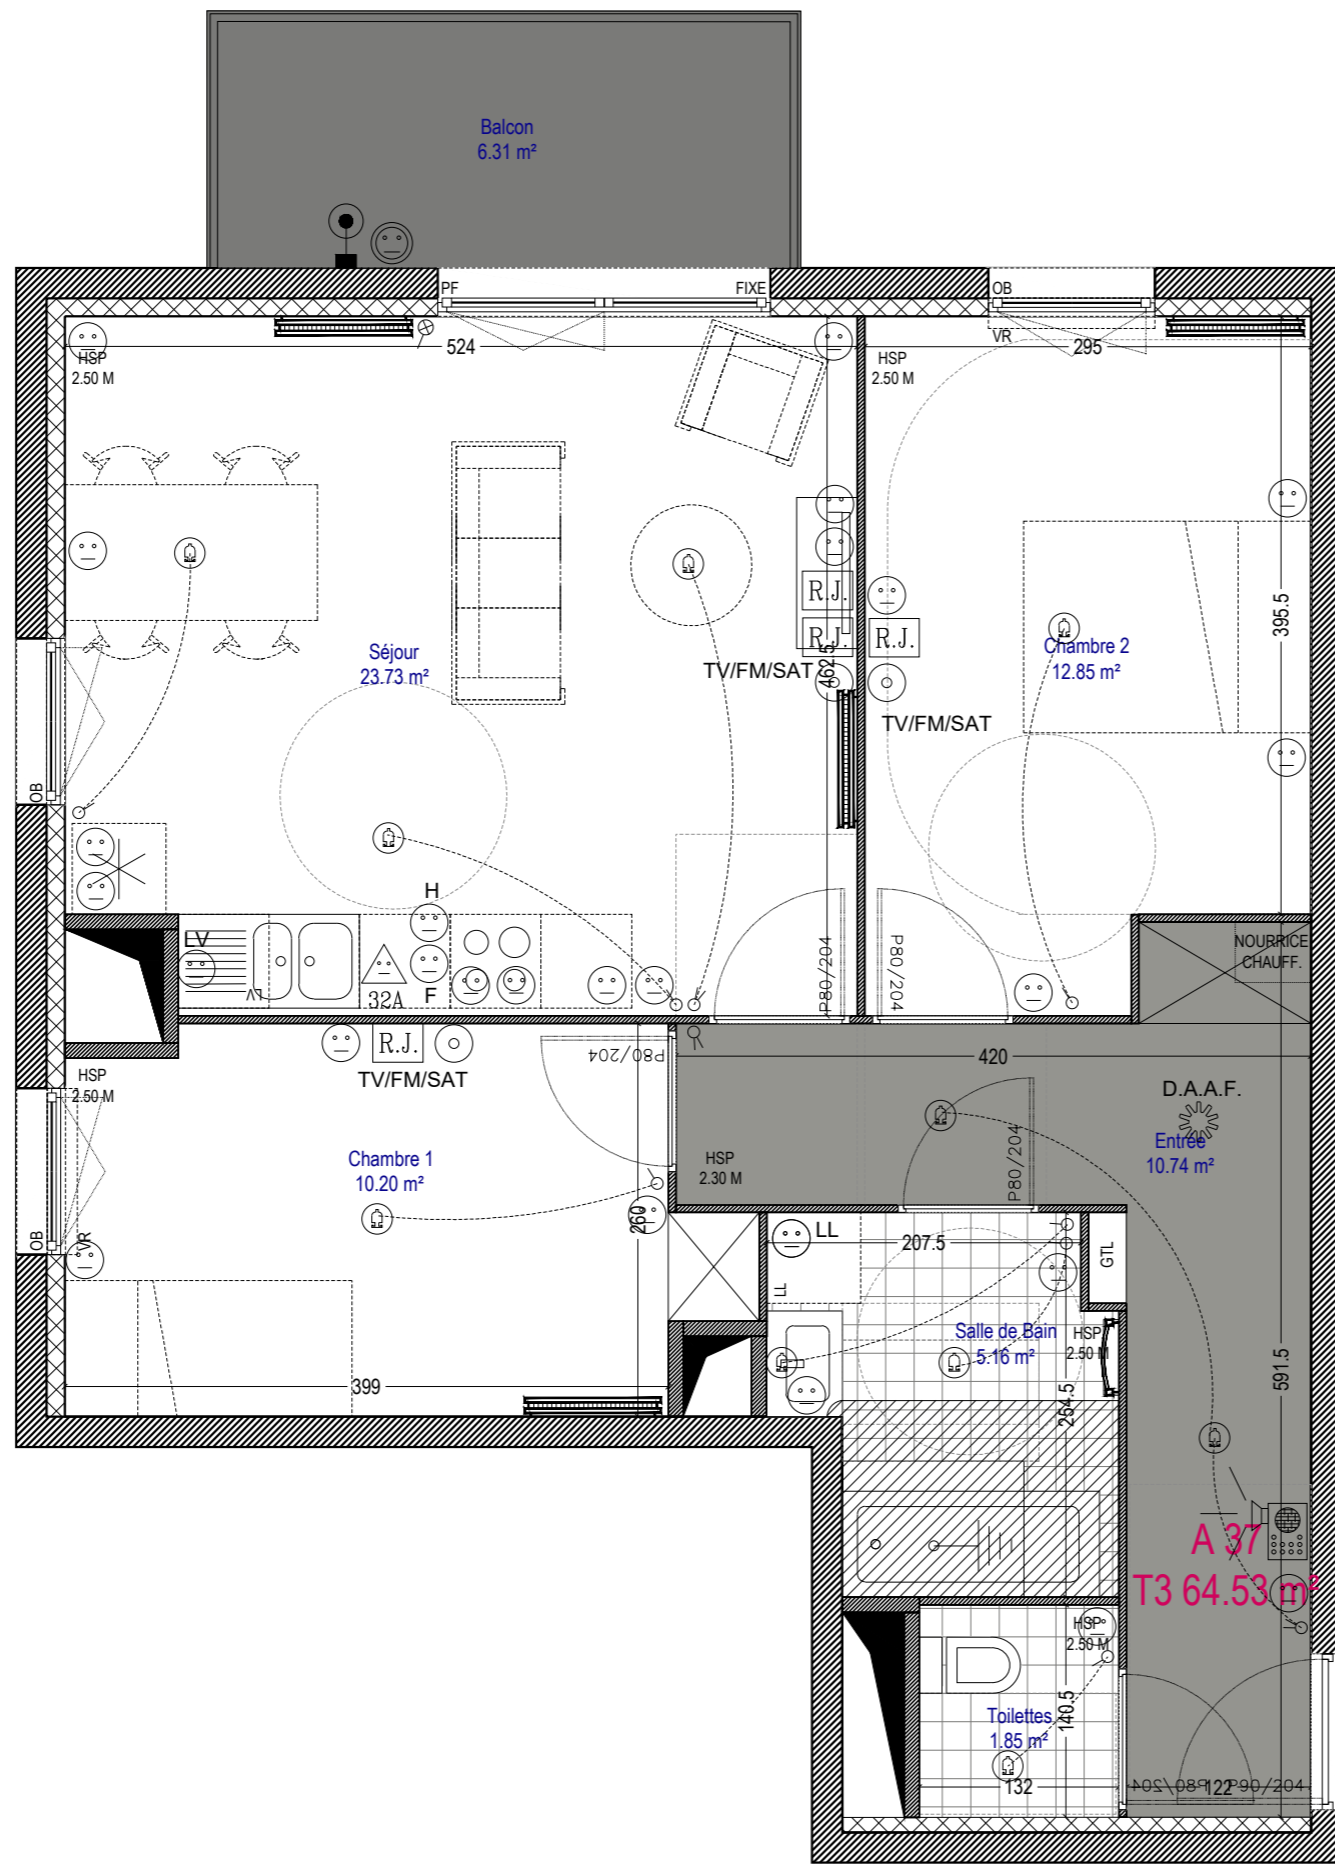 Balcon
6.31 m²
PF
FIXE
OB
VR
HSP
2.50 M
524
HSP
2.50 M
295
R.J.
R.J.
R.J.
TV/FM/SAT
TV/FM/SAT
462.5
395.5
Séjour
23.73 m²
Chambre 2
12.85 m²
OB
H
F
LV
LV
32A
P80/204
P80/204
NOURRICE
CHAUFF.
R.J.
TV/FM/SAT
P80/204
HSP
2.50 M
420
D.A.A.F.
Entrée
10.74 m²
HSP
2.30 M
P80/204
Chambre 1
10.20 m²
260
OB
VR
LL
LL
207.5
GTL
Salle de Bain
5.16 m²
HSP
2.50 M
254.5
399
591.5
A 37
T3 64.53 m²
HSP
2.50 M
Toilettes
1.85 m²
140.5
132
P80/204
122
P90/204